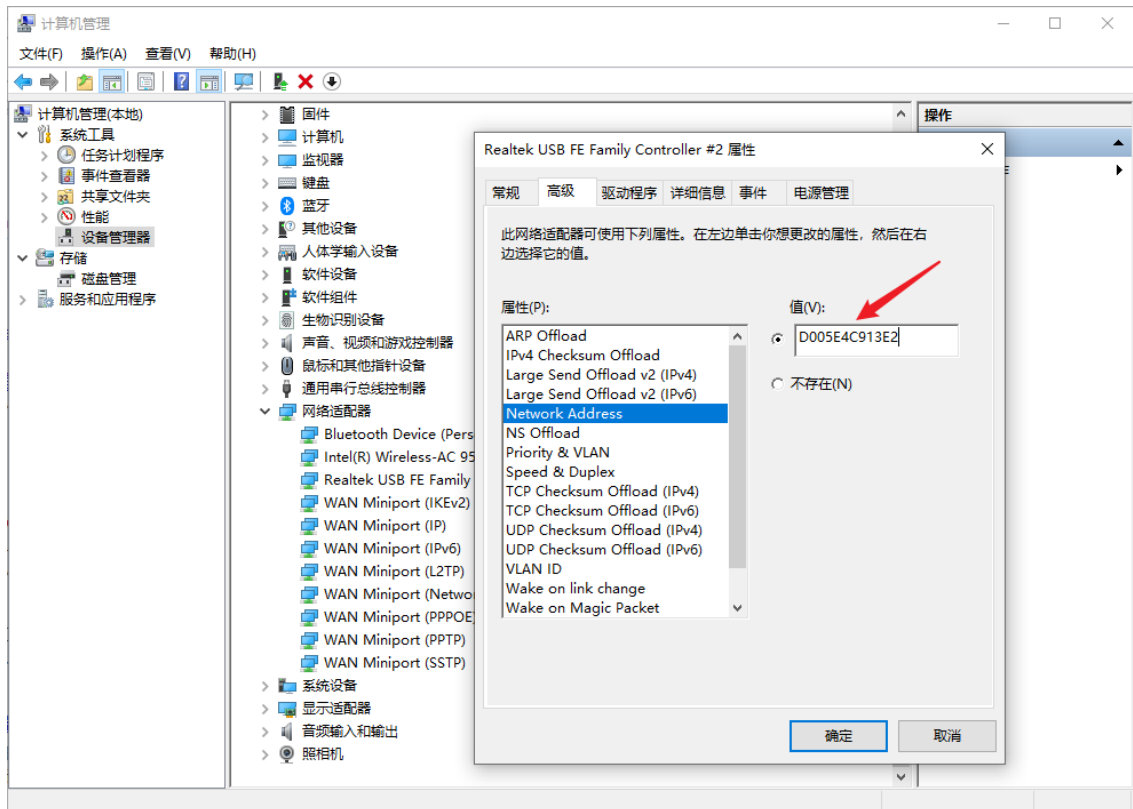 计算机管理
文件(F) 操作(A) 查看(V) 帮助(H)
计算机管理(本地)
系统工具
任务计划程序
事件查看器
共享文件夹
性能
设备管理器
存储
磁盘管理
服务和应用程序
固件
计算机
监视器
键盘
蓝牙
其他设备
人体学输入设备
软件设备
软件组件
生物识别设备
声音、视频和游戏控制器
鼠标和其他指针设备
通用串行总线控制器
网络适配器
Bluetooth Device (Pers
Intel(R) Wireless-AC 95
Realtek USB FE Family
WAN Miniport (IKEv2)
WAN Miniport (IP)
WAN Miniport (IPv6)
WAN Miniport (L2TP)
WAN Miniport (Netwo
WAN Miniport (PPPOE)
WAN Miniport (PPTP)
WAN Miniport (SSTP)
系统设备
显示适配器
音频输入和输出
照相机
操作
Realtek USB FE Family Controller #2 属性
常规 高级 驱动程序 详细信息 事件 电源管理
此网络适配器可使用下列属性。在左边单击你想更改的属性，然后在右
边选择它的值。
属性(P):
ARP Offload
IPv4 Checksum Offload
Large Send Offload v2 (IPv4)
Large Send Offload v2 (IPv6)
Network Address
NS Offload
Priority & VLAN
Speed & Duplex
TCP Checksum Offload (IPv4)
TCP Checksum Offload (IPv6)
UDP Checksum Offload (IPv4)
UDP Checksum Offload (IPv6)
VLAN ID
Wake on link change
Wake on Magic Packet
值(V):
D005E4C913E2
不存在(N)
确定 取消